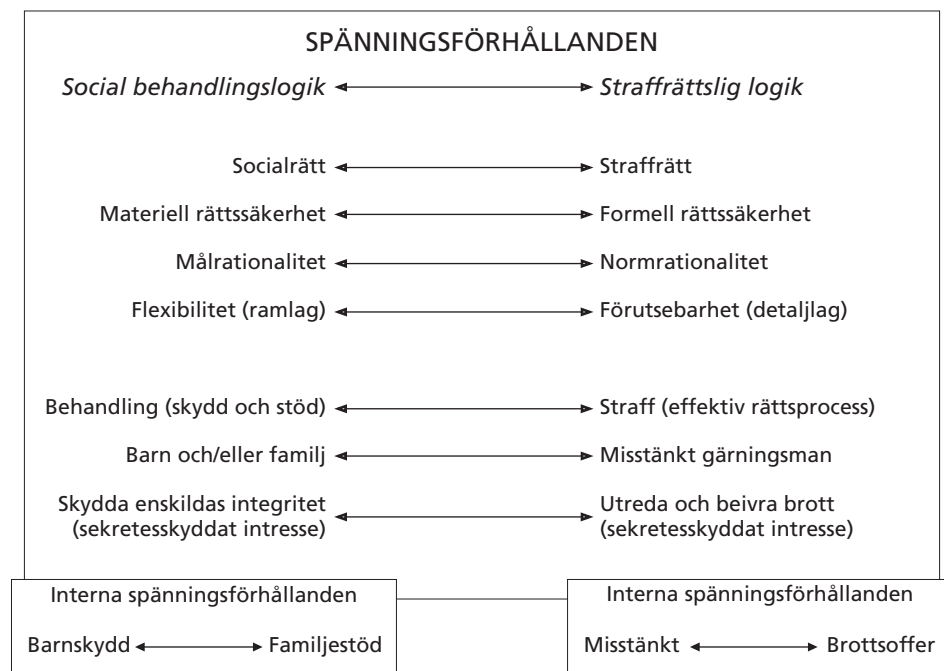 SPÄNNINGSFÖRHÅLLANDEN
Social behandlingslogik Straffrättslig logik
Socialrätt Straffrätt
Materiell rättssäkerhet Formell rättssäkerhet
Målrationalitet Normrationalitet
Flexibilitet (ramlag) Förutsebarhet (detaljlag)
Behandling (skydd och stöd) Straff (effektiv rättsprocess)
Barn och/eller familj Misstänkt gärningsman
Skydda enskildas integritet
(sekretesskyddat intresse)
Utreda och beivra brott
(sekretesskyddat intresse)
Interna spänningsförhållanden
Barnskydd Familjestöd
Interna spänningsförhållanden
Misstänkt Brottsoffer